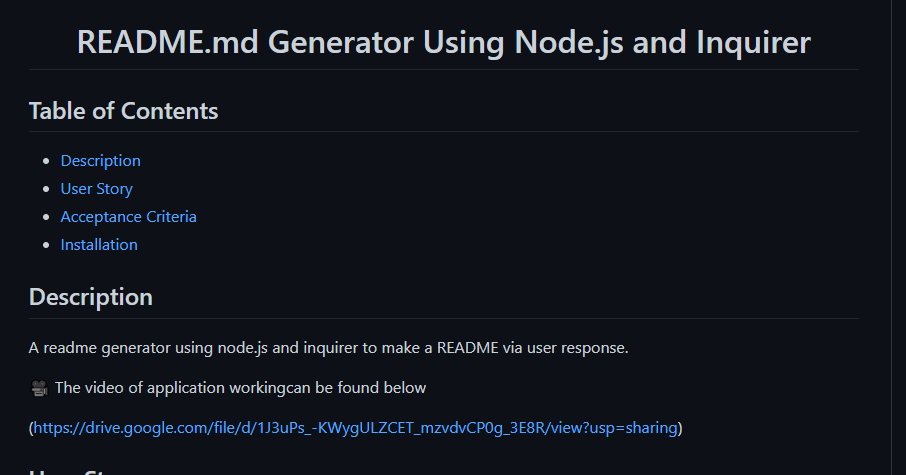 README.md Generator Using Node.js and Inquirer
Table of Contents
Description
User Story
Acceptance Criteria
Installation
Description
A readme generator using node.js and inquirer to make a README via user response.
The video of application workingcan be found below
(https://drive.google.com/file/d/1J3uPs_-KWygULZCET_mzvdvCP0g_3E8R/view?usp=sharing)